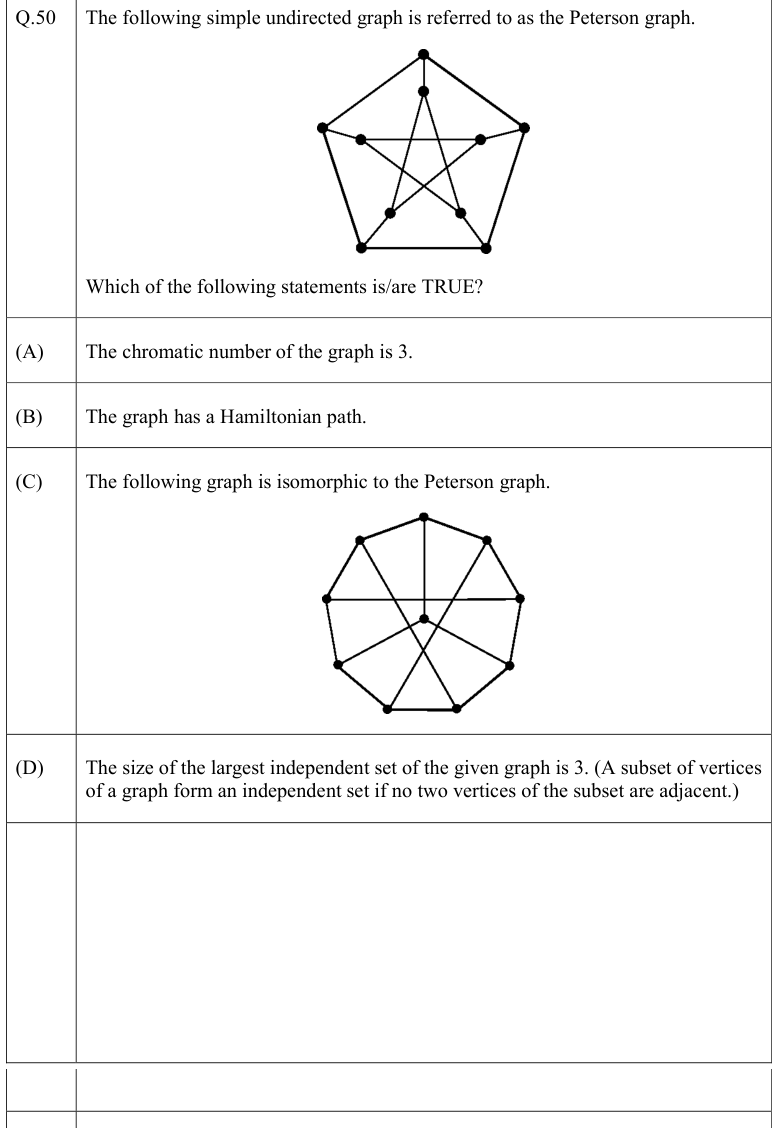 Q.50 The following simple undirected graph is referred to as the Peterson graph.
Which of the following statements is/are TRUE?
(A) The chromatic number of the graph is 3.
(B) The graph has a Hamiltonian path.
(C) The following graph is isomorphic to the Peterson graph.
(D) The size of the largest independent set of the given graph is 3. (A subset of vertices
of a graph form an independent set if no two vertices of the subset are adjacent.)